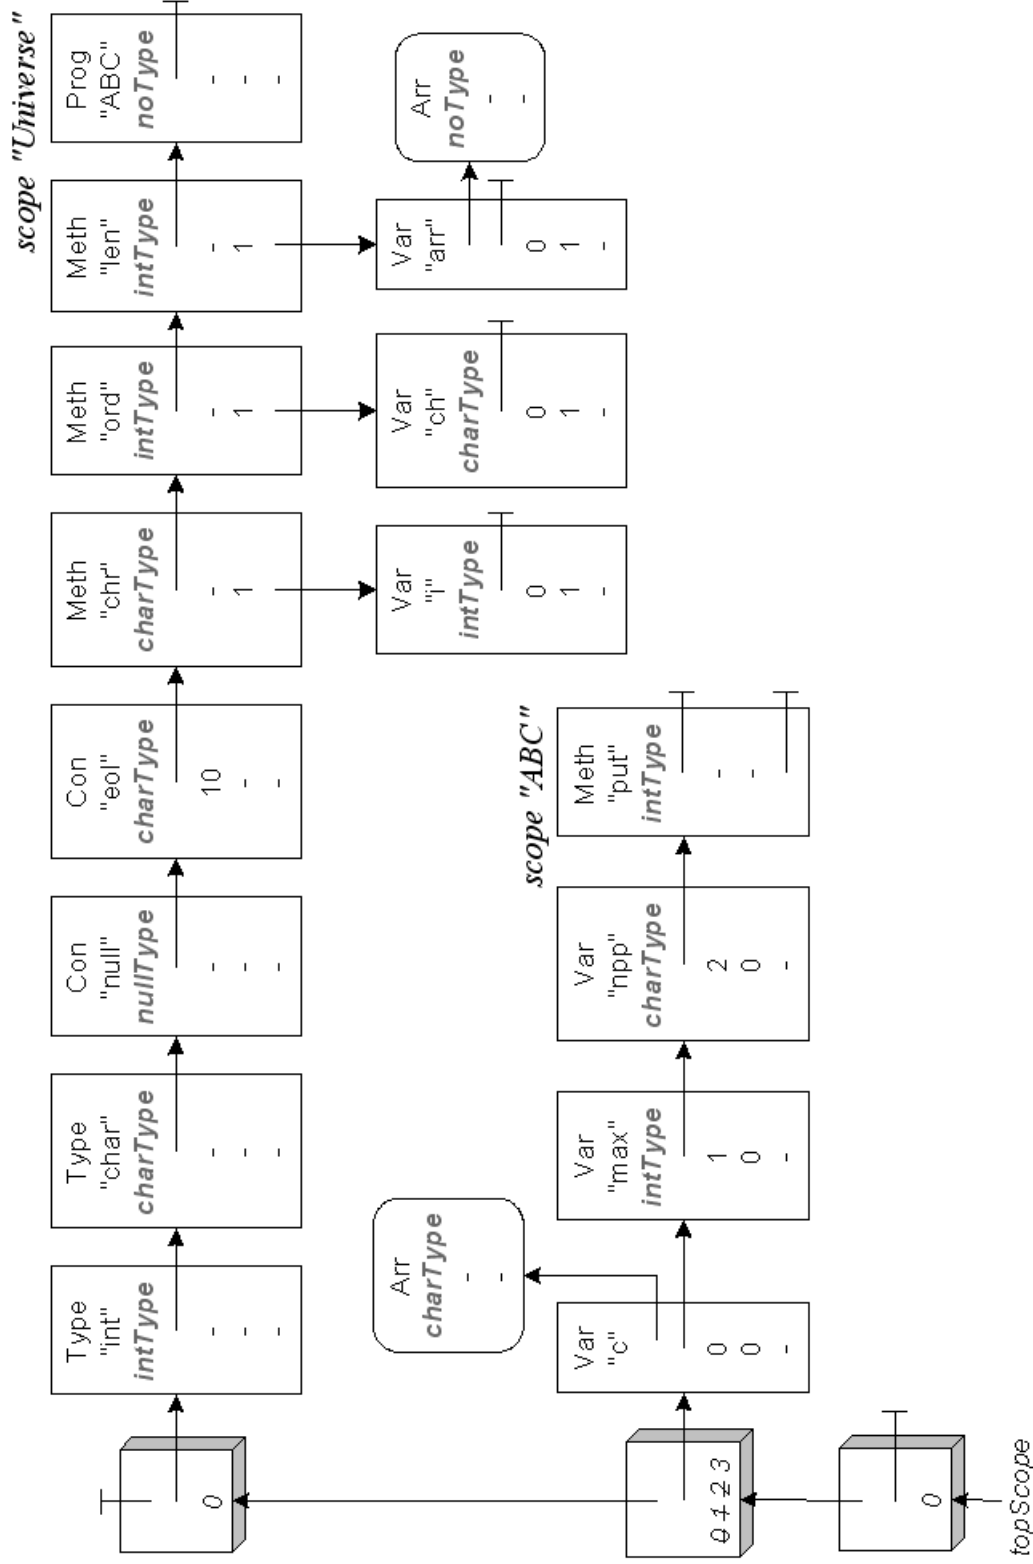 scope "Universe"
Type
"int"
intType
-
-
-
Type
"char"
charType
-
-
-
Con
"null"
nullType
-
-
-
Con
"eol"
charType
10
-
-
Meth
"chr"
charType
-
1
Meth
"ord"
intType
-
1
Meth
"len"
intType
-
1
Prog
"ABC"
noType
-
-
-
0
Var
"i"
intType
0
1
-
Var
"ch"
charType
0
1
-
Var
"arr"
0
1
-
Arr
noType
-
-
Arr
charType
-
-
scope "ABC"
0 1 2 3
Var
"c"
0
0
-
Var
"max"
intType
1
0
-
Var
"npp"
charType
2
0
-
Meth
"put"
intType
-
-
0
topScope